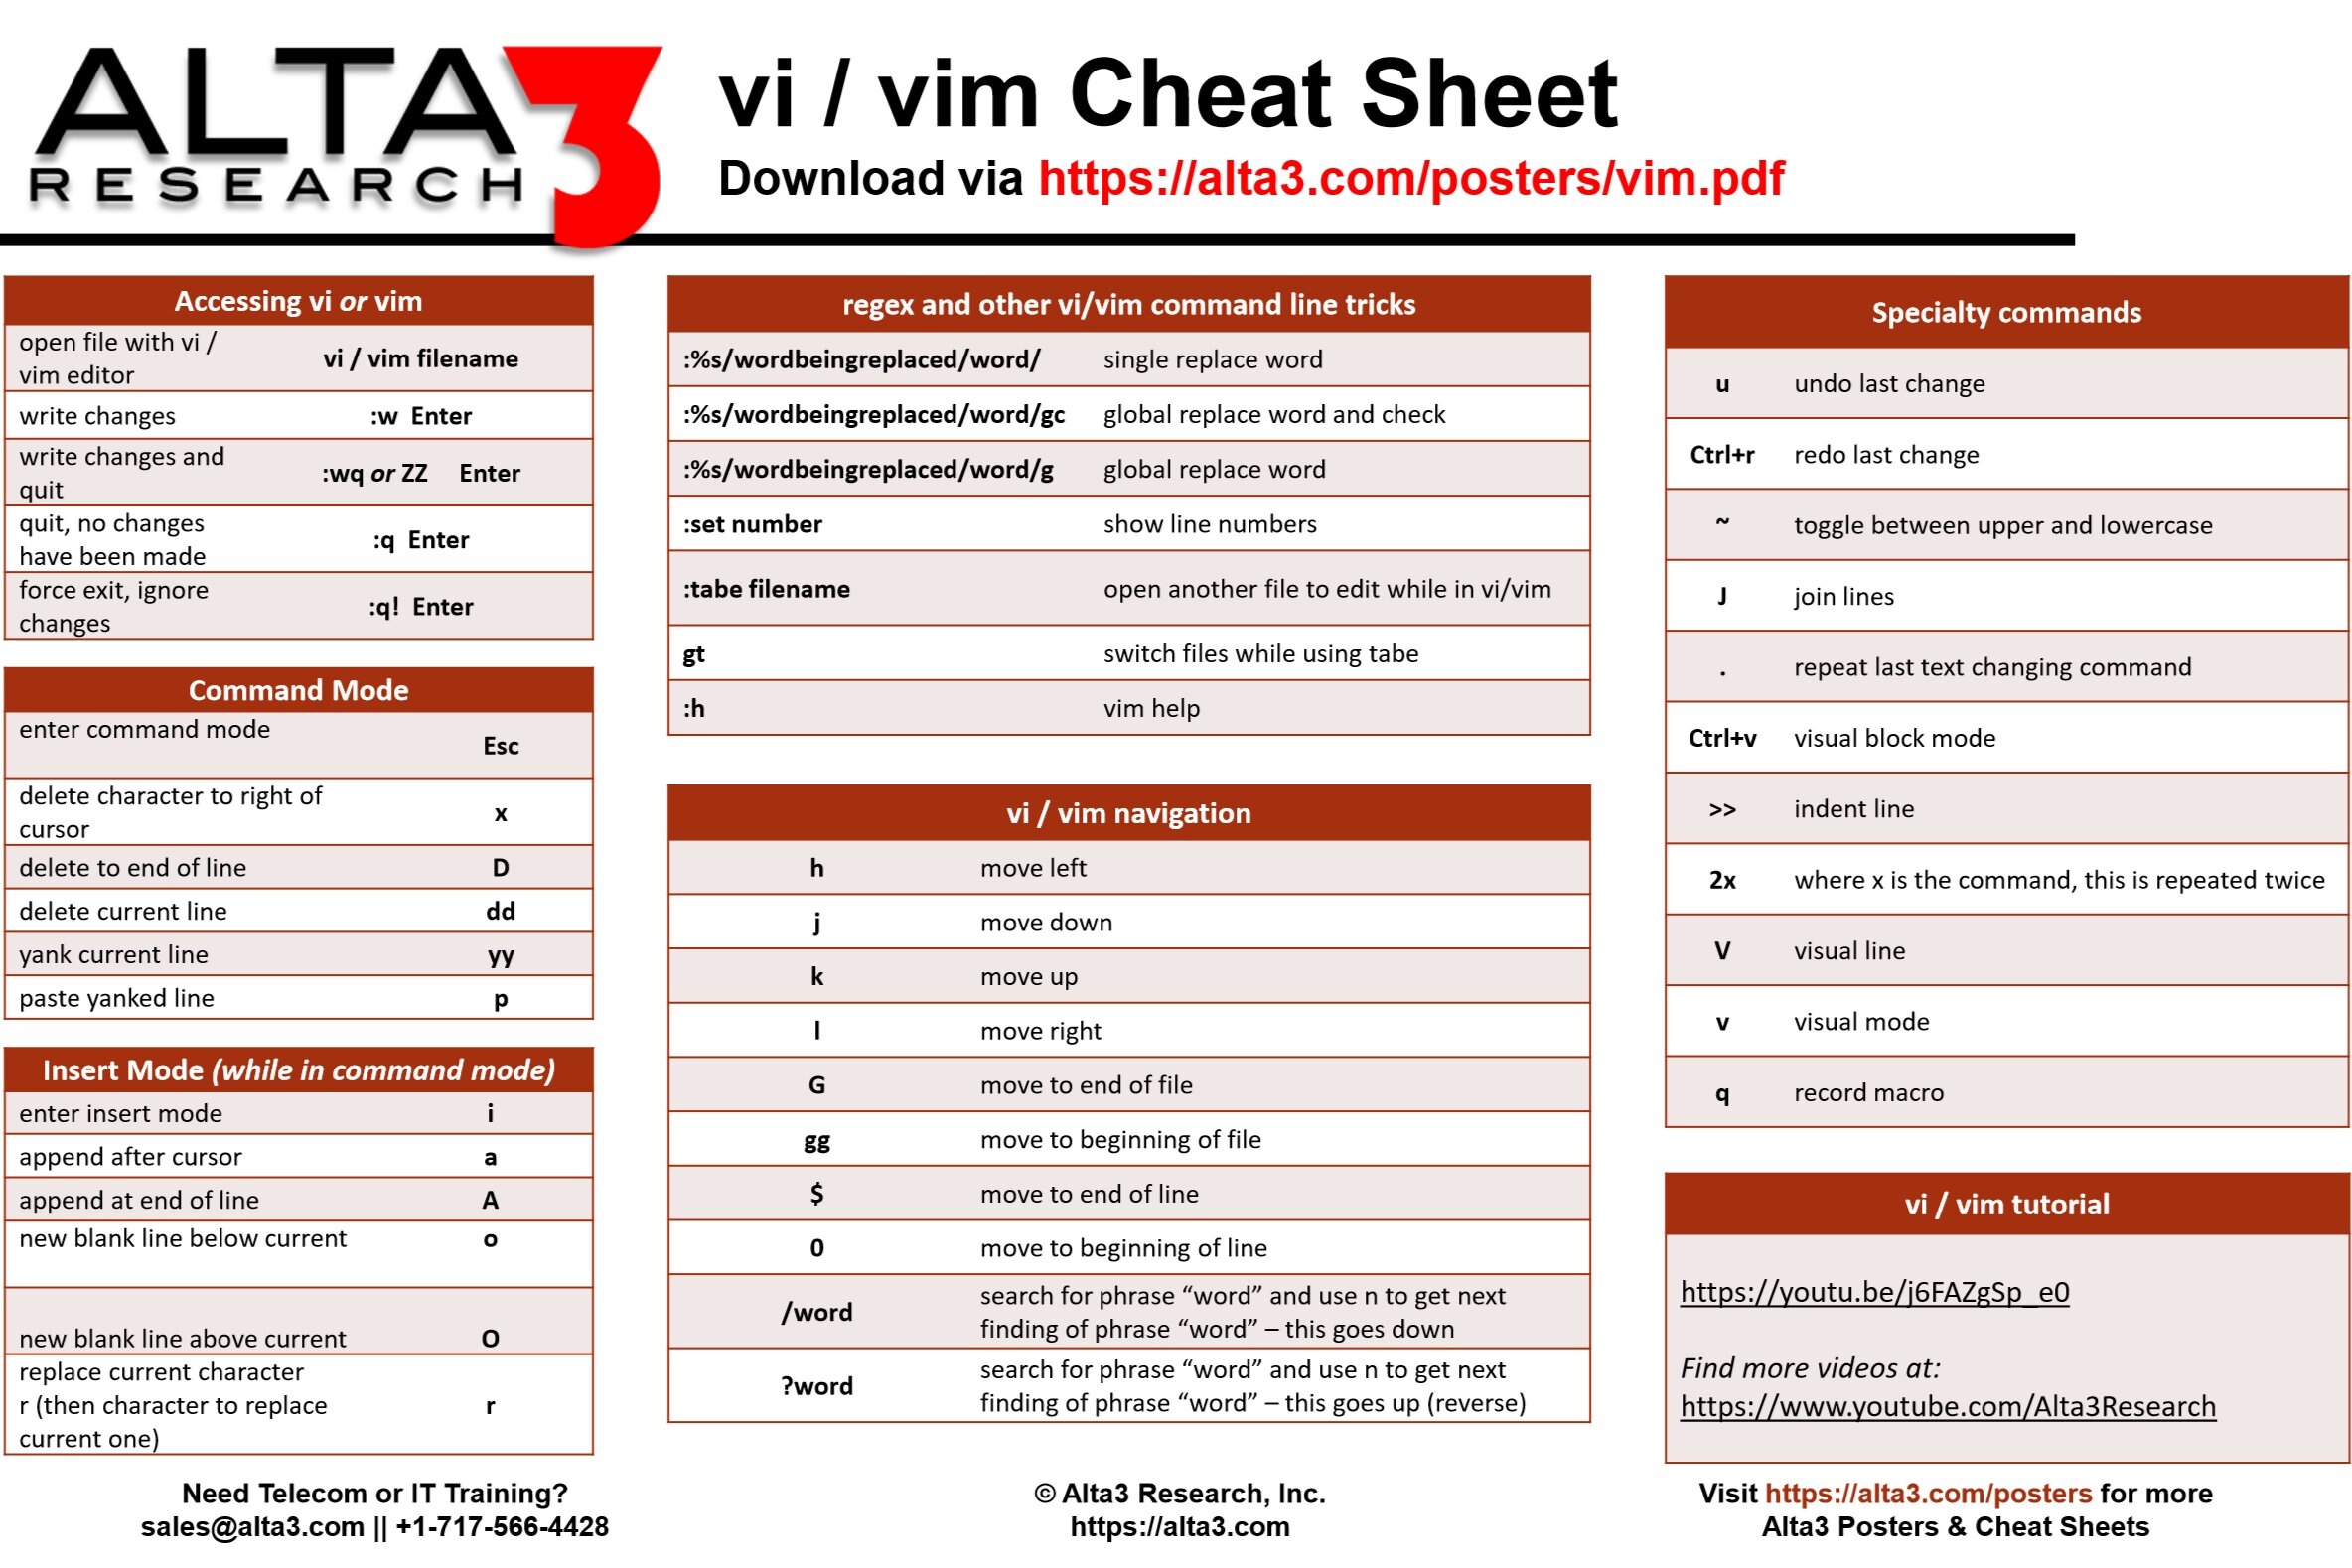 ALTA3
RESEARCH
vi / vim Cheat Sheet
Download via https://alta3.com/posters/vim.pdf
Accessing vi or vim
open file with vi /
vim editor
vi / vim filename
write changes :w Enter
write changes and
quit
:wq or ZZ Enter
quit, no changes
have been made
:q Enter
force exit, ignore
changes
:q! Enter
Command Mode
enter command mode
Esc
delete character to right of
cursor
x
delete to end of line D
delete current line dd
yank current line yy
paste yanked line p
Insert Mode (while in command mode)
enter insert mode i
append after cursor a
append at end of line A
new blank line below current o
new blank line above current O
replace current character
r (then character to replace
current one)
r
regex and other vi/vim command line tricks
:%s/wordbeingreplaced/word/ single replace word
:%s/wordbeingreplaced/word/gc global replace word and check
:%s/wordbeingreplaced/word/g global replace word
:set number show line numbers
:tabe filename open another file to edit while in vi/vim
gt switch files while using tabe
:h vim help
vi / vim navigation
h move left
j move down
k move up
l move right
G move to end of file
gg move to beginning of file
$ move to end of line
0 move to beginning of line
/word
search for phrase “word” and use n to get next
finding of phrase “word” – this goes down
?word
search for phrase “word” and use n to get next
finding of phrase “word” – this goes up (reverse)
Specialty commands
u undo last change
Ctrl+r redo last change
~ toggle between upper and lowercase
J join lines
. repeat last text changing command
Ctrl+v visual block mode
>> indent line
2x where x is the command, this is repeated twice
V visual line
v visual mode
q record macro
vi / vim tutorial
https://youtu.be/j6FAZgSp_e0
Find more videos at:
https://www.youtube.com/Alta3Research
Need Telecom or IT Training?
sales@alta3.com || +1-717-566-4428
© Alta3 Research, Inc.
https://alta3.com
Visit https://alta3.com/posters for more
Alta3 Posters & Cheat Sheets